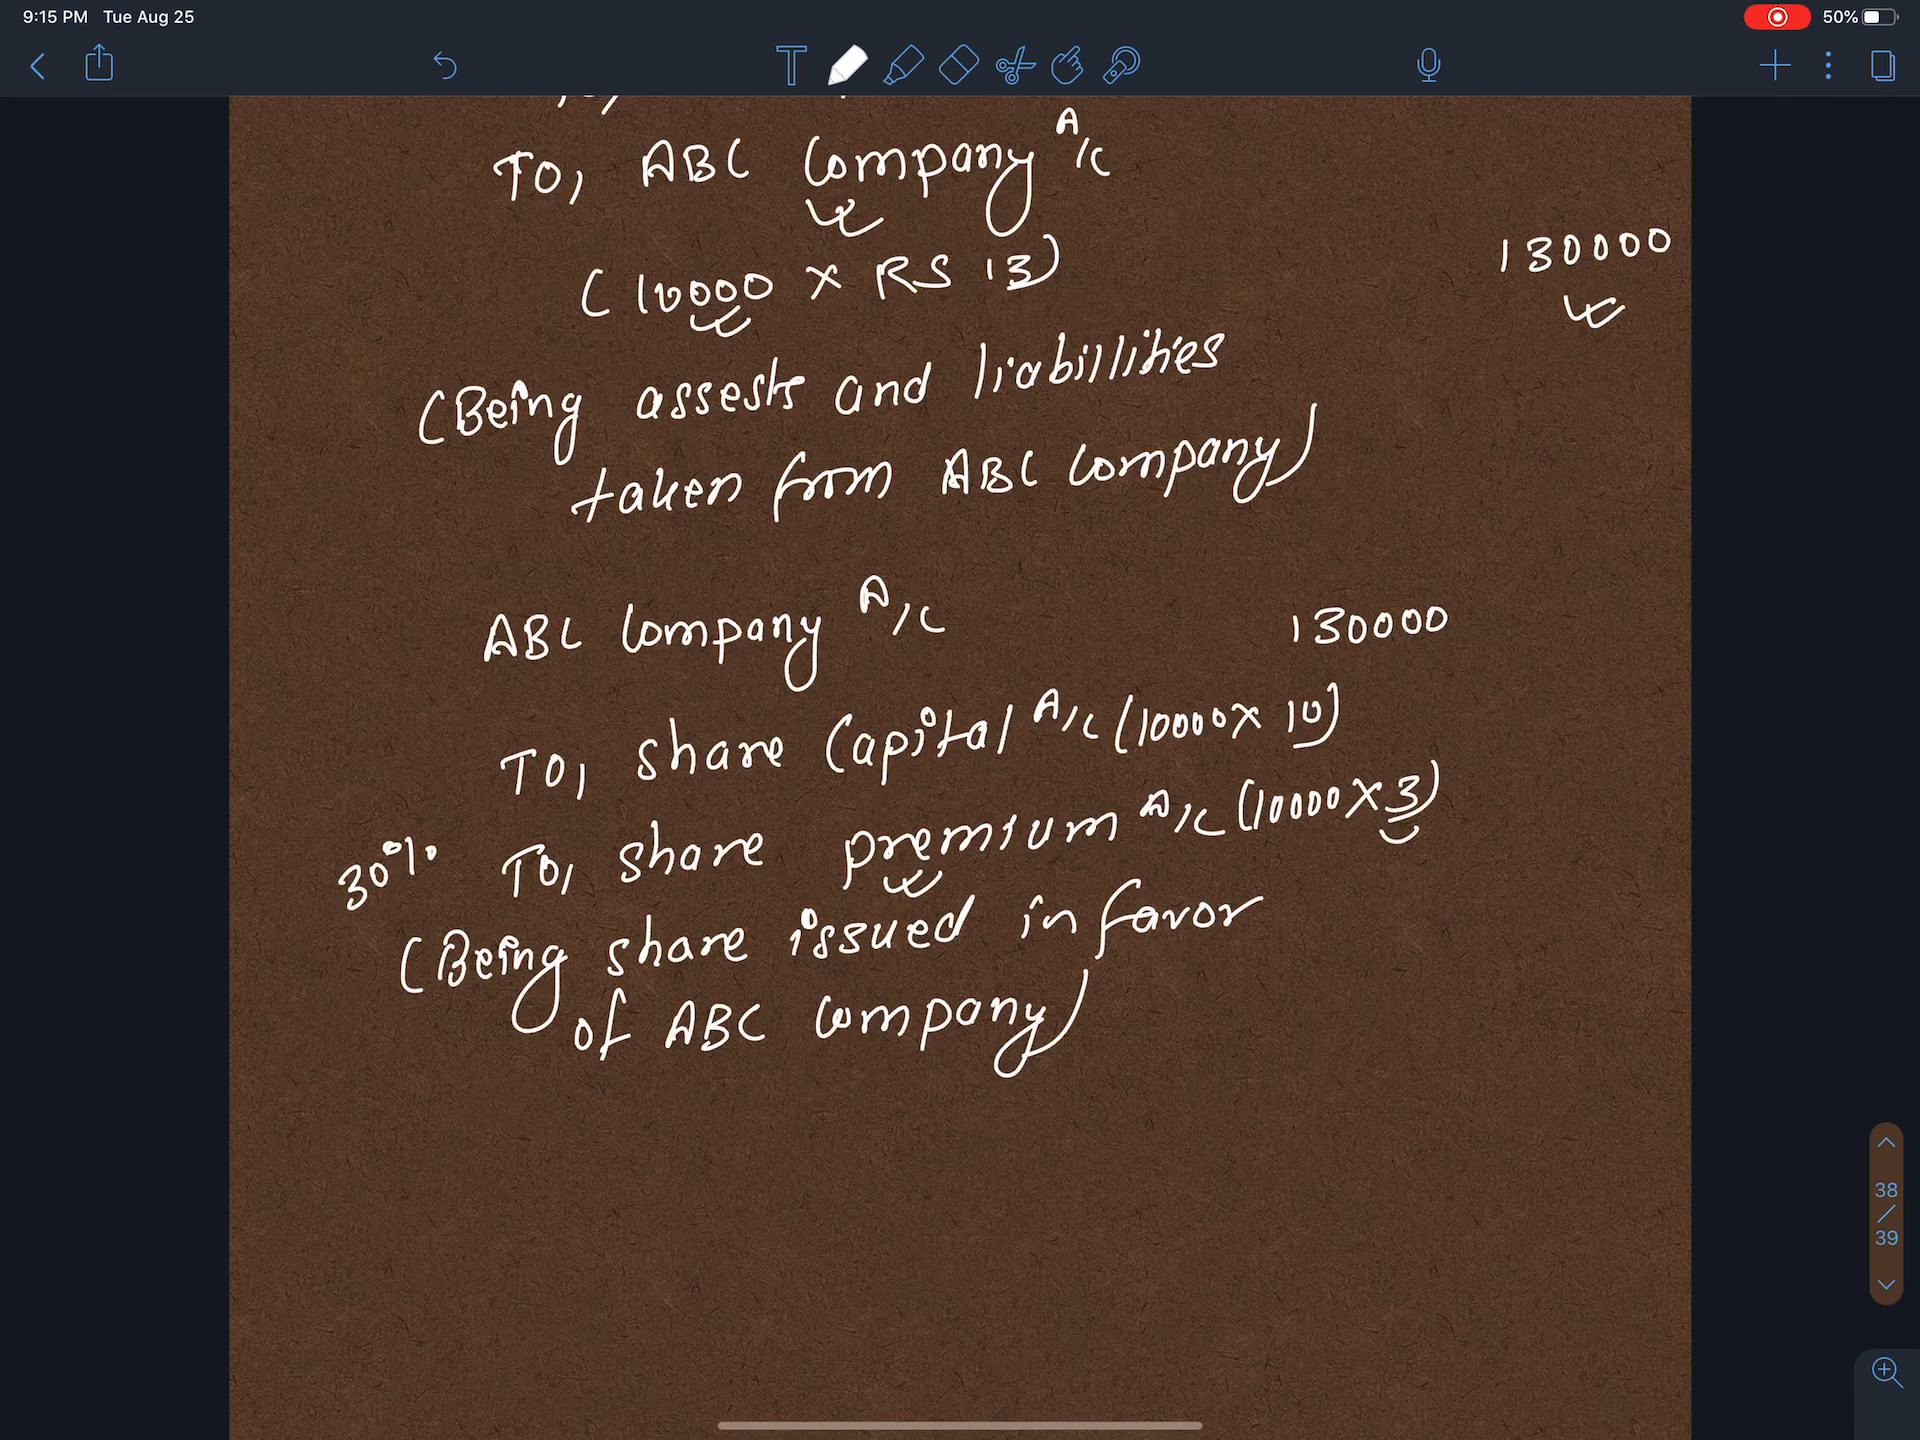 9:15 PM Tue Aug 25
50%
To, ABC Company A/c
(10000 x RS 13)
130000
(Being assests and liabillities
taken from ABC Company)
ABC Company A/c 130000
To, share Capital A/c (10000 x 10)
30% To, share premium A/c (10000 x 3)
(Being share issued in favor
of ABC Company)
38
/
39